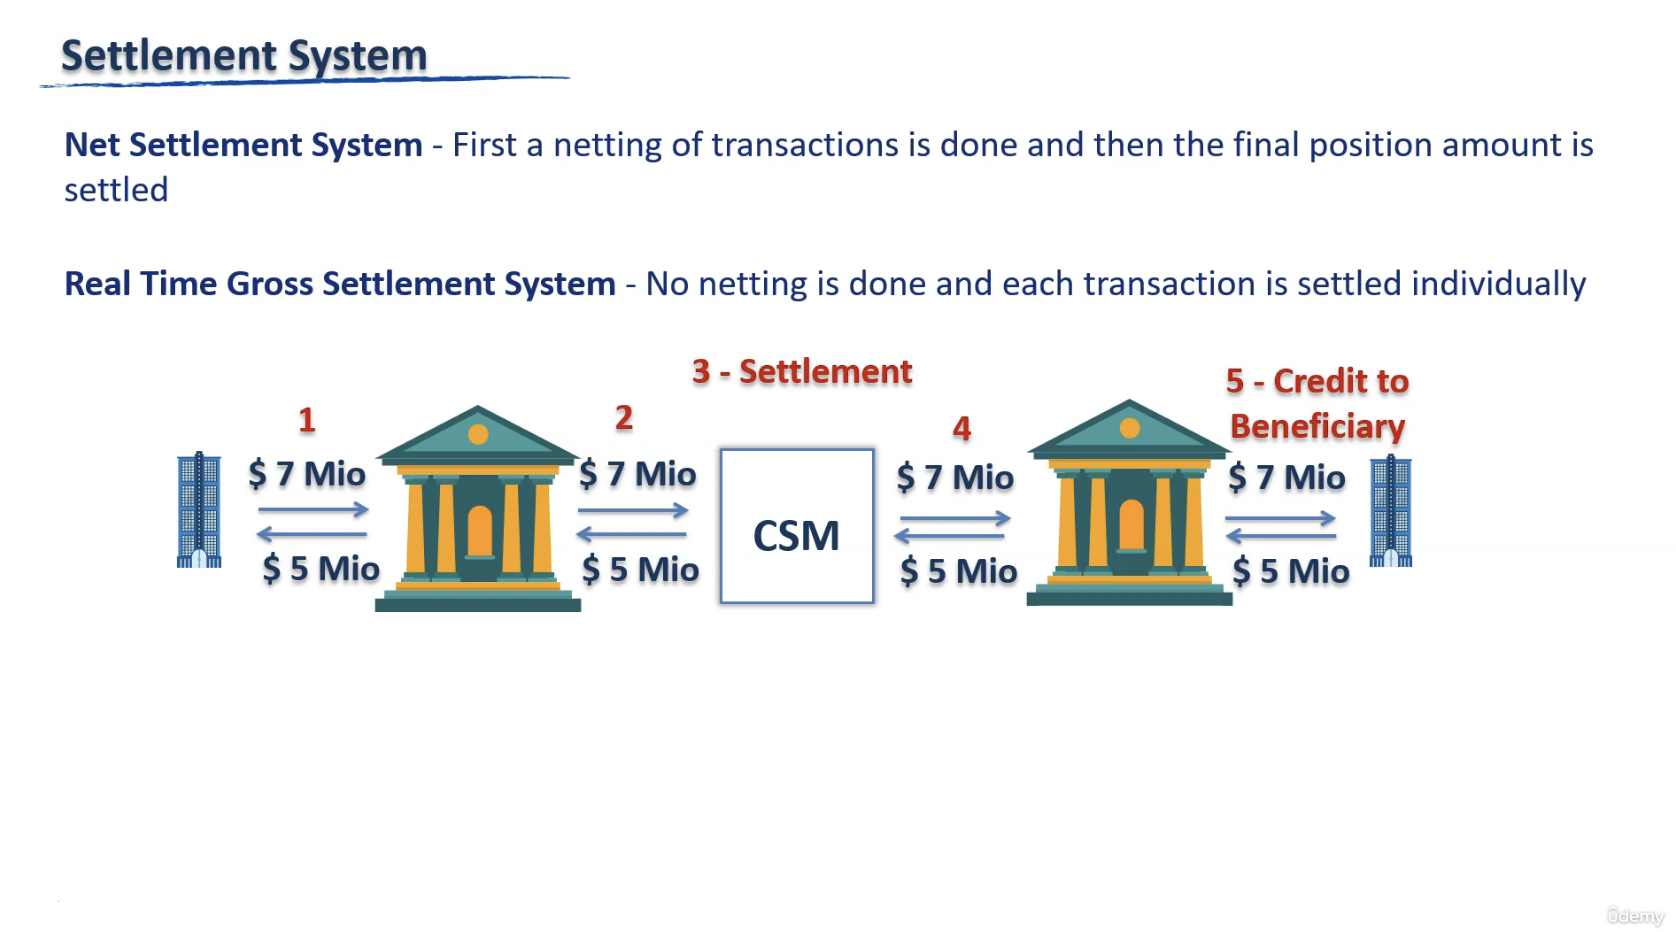 Settlement System
Net Settlement System - First a netting of transactions is done and then the final position amount is
settled
Real Time Gross Settlement System - No netting is done and each transaction is settled individually
3 - Settlement
5 - Credit to
Beneficiary
1
2
4
$ 7 Mio
$ 7 Mio
$ 7 Mio
$ 7 Mio
CSM
$ 5 Mio
$ 5 Mio
$ 5 Mio
$ 5 Mio
ûdemy